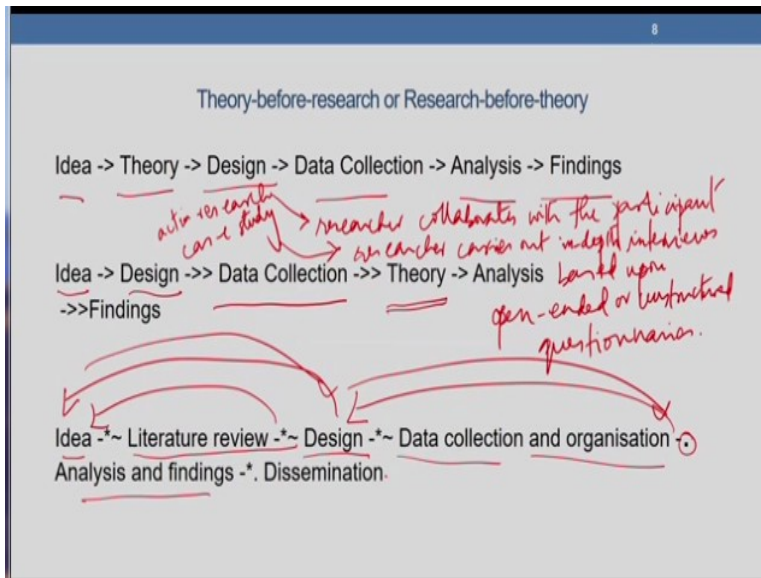 8
Theory-before-research or Research-before-theory
Idea -> Theory -> Design -> Data Collection -> Analysis -> Findings
action research -> researcher collaborates with the participant
case study -> researcher carries out in-depth interviews
Idea -> Design ->> Data Collection ->> Theory -> Analysis
based upon
->>Findings
open-ended or unstructured
questionnaires.
Idea -*~ Literature review -*~ Design -*~ Data collection and organisation -.
Analysis and findings -*. Dissemination.